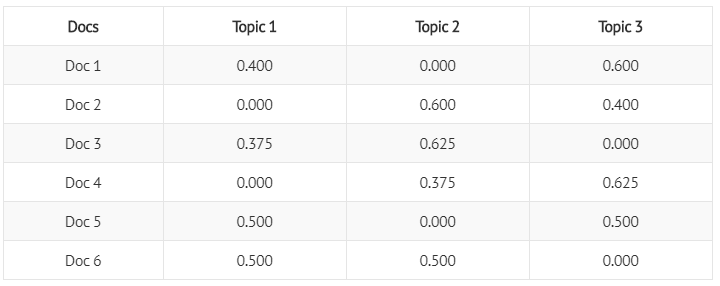 Docs Topic 1 Topic 2 Topic 3
Doc 1 0.400 0.000 0.600
Doc 2 0.000 0.600 0.400
Doc 3 0.375 0.625 0.000
Doc 4 0.000 0.375 0.625
Doc 5 0.500 0.000 0.500
Doc 6 0.500 0.500 0.000